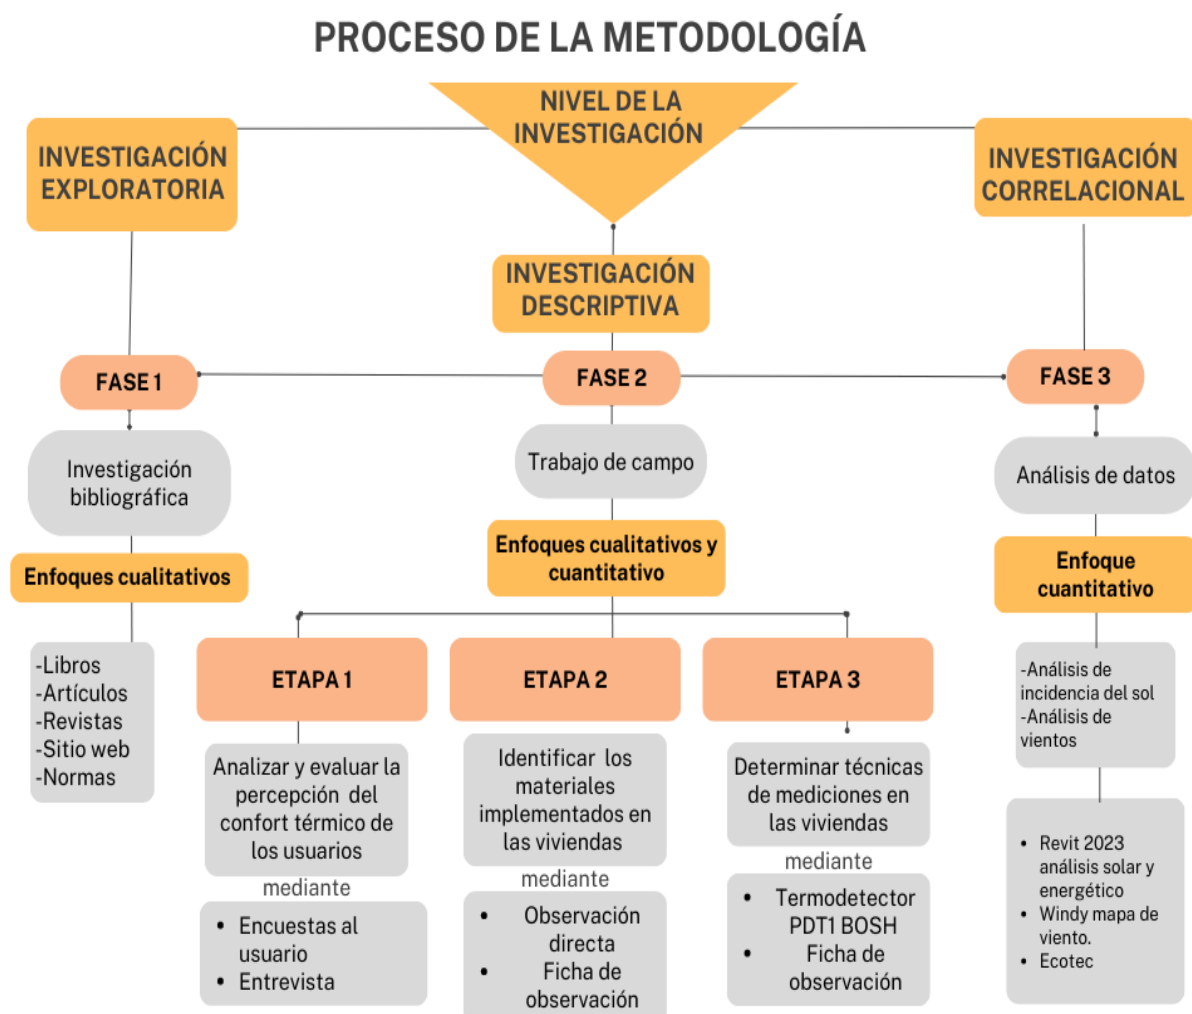 PROCESO DE LA METODOLOGÍA
NIVEL DE LA
INVESTIGACIÓN
INVESTIGACIÓN
EXPLORATORIA
INVESTIGACIÓN
CORRELACIONAL
INVESTIGACIÓN
DESCRIPTIVA
FASE 1
FASE 2
FASE 3
Investigación
bibliográfica
Trabajo de campo
Análisis de datos
Enfoques cualitativos
Enfoques cualitativos y
cuantitativo
Enfoque
cuantitativo
-Libros
-Artículos
-Revistas
-Sitio web
-Normas
ETAPA 1
ETAPA 2
ETAPA 3
Analizar y evaluar la
percepción del
confort térmico de
los usuarios
mediante
• Encuestas al
usuario
• Entrevista
Identificar los
materiales
implementados en
las viviendas
mediante
• Observación
directa
• Ficha de
observación
Determinar técnicas
de mediciones en
las viviendas
mediante
• Termodetector
PDT1 BOSH
• Ficha de
observación
-Análisis de
incidencia del sol
-Análisis de
vientos
• Revit 2023
análisis solar y
energético
• Windy mapa de
viento.
• Ecotec